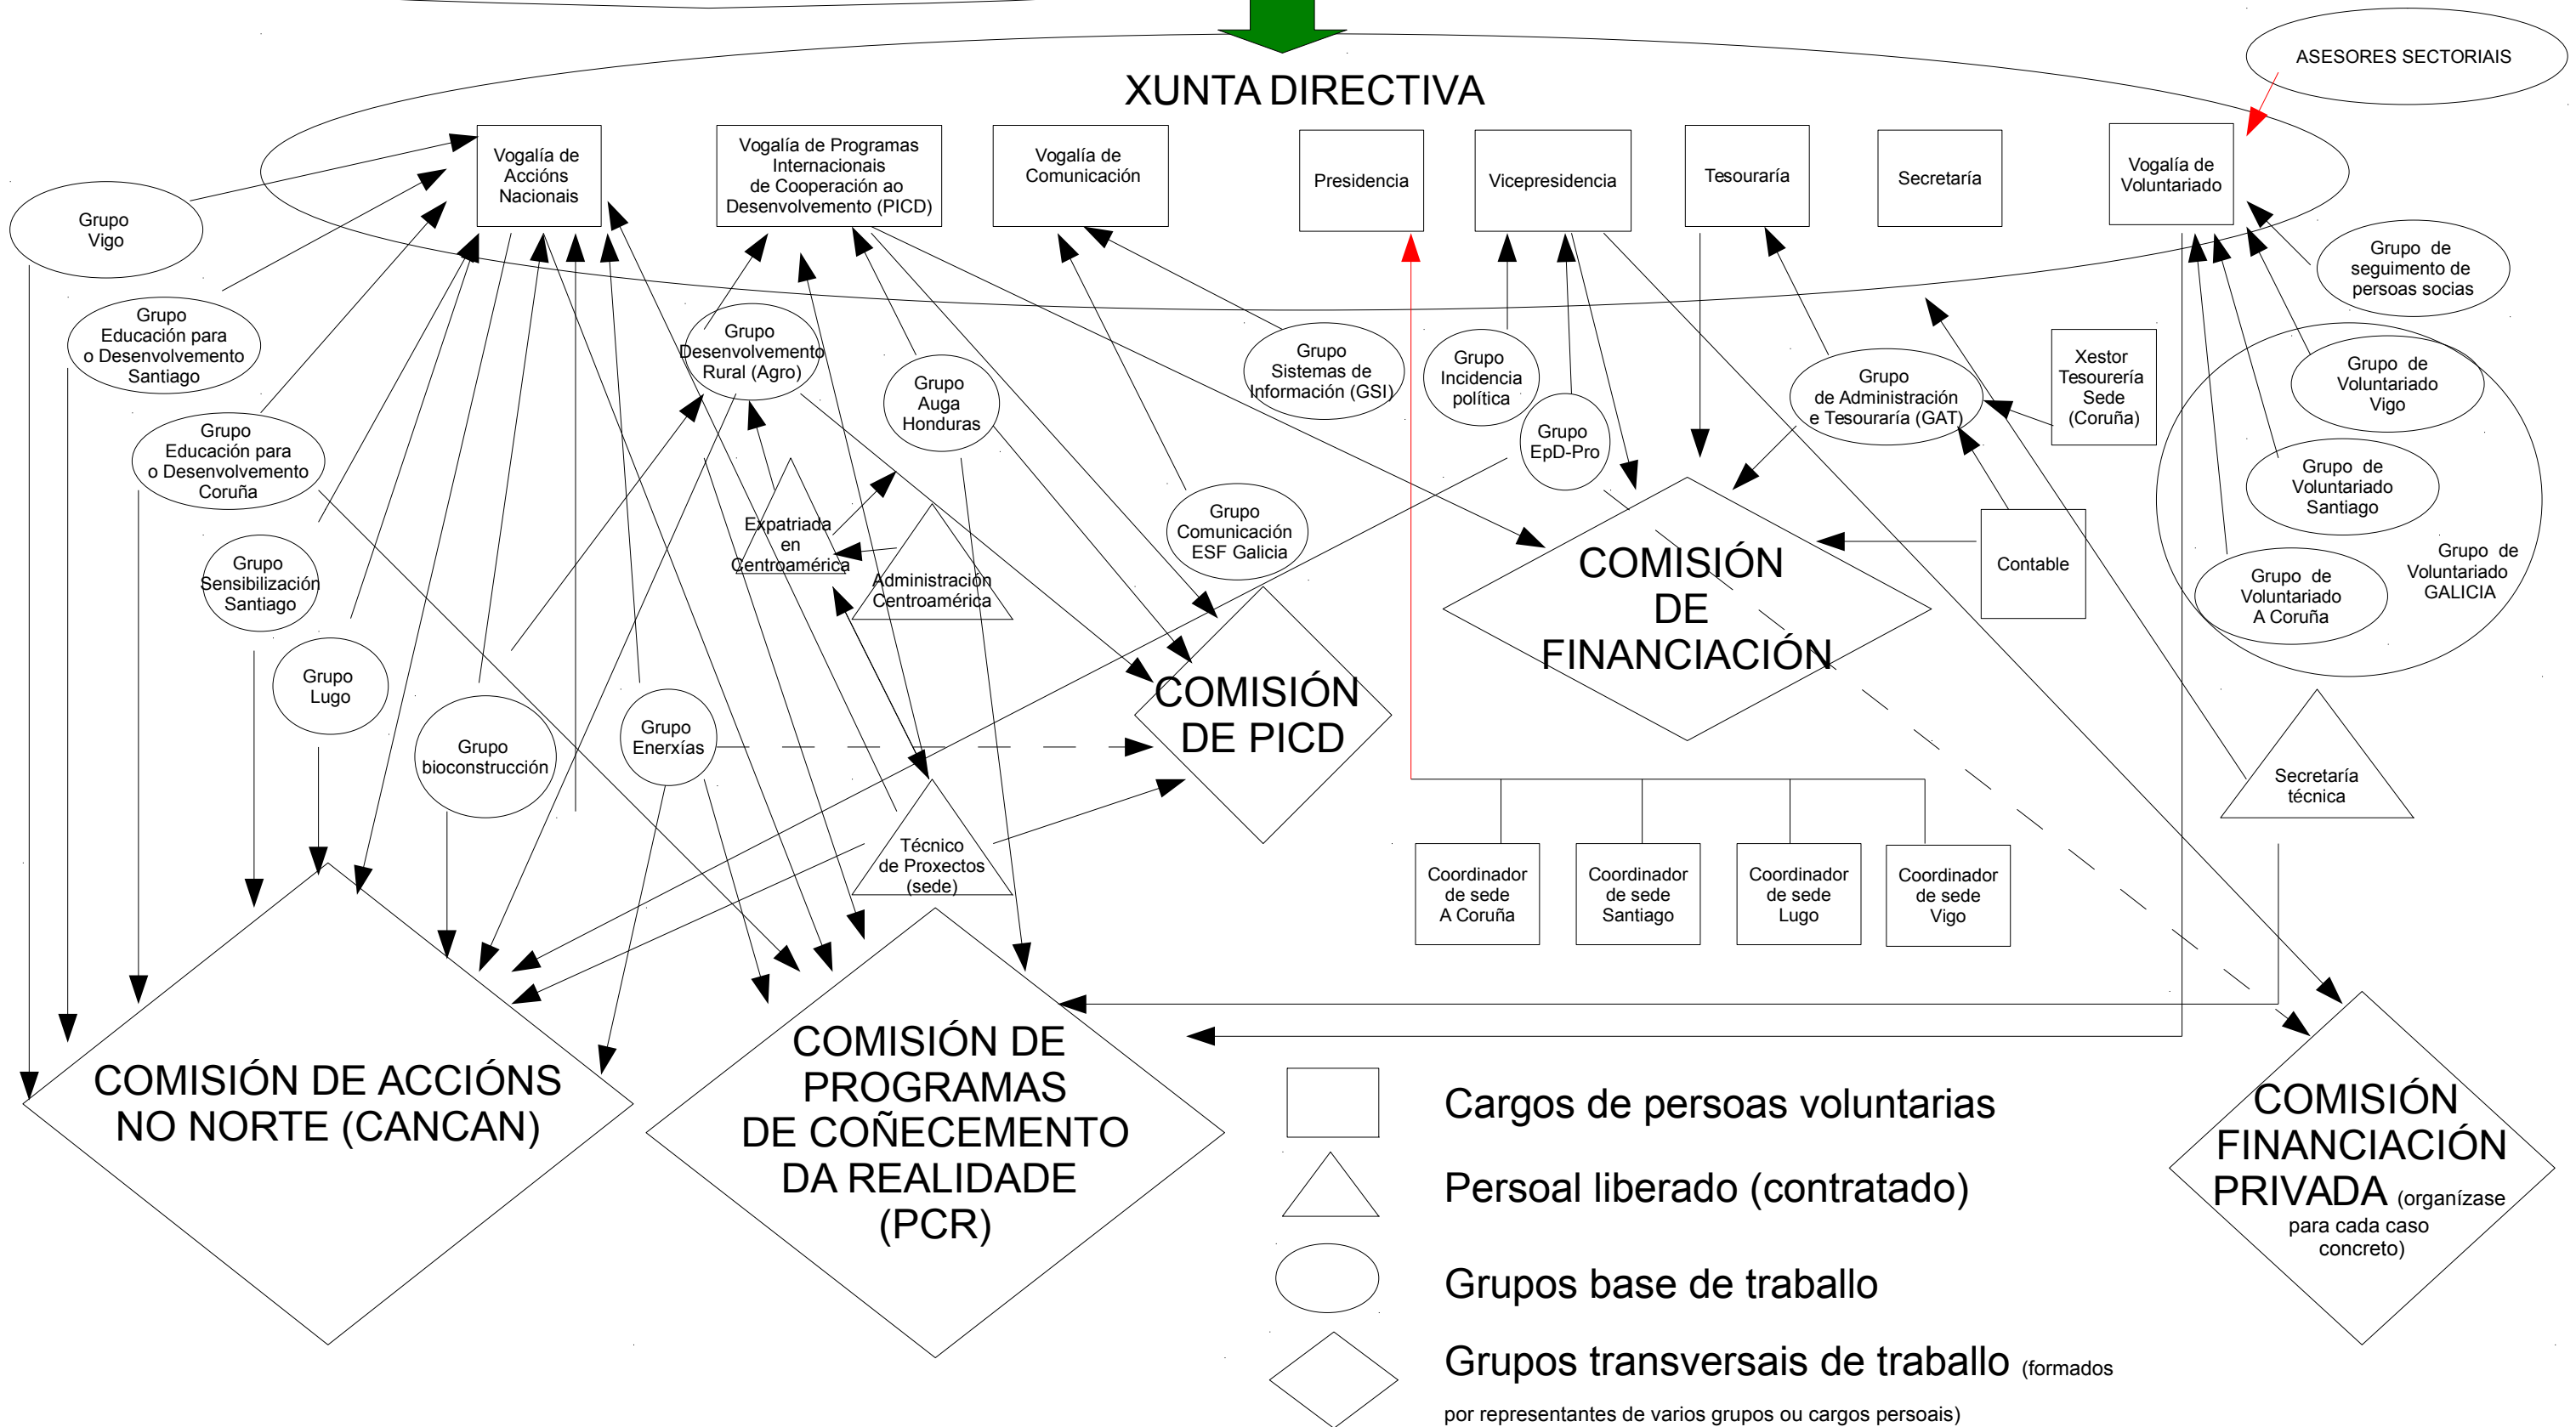 ASESORES SECTORIAIS
XUNTA DIRECTIVA
Vogalía de
Accións
Nacionais
Vogalía de Programas
Internacionais
de Cooperación ao
Desenvolvemento (PICD)
Vogalía de
Comunicación
Presidencia
Vicepresidencia
Tesouraría
Secretaría
Vogalía de
Voluntariado
Grupo
Vigo
Grupo de
seguimento de
persoas socias
Grupo
Educación para
o Desenvolvemento
Santiago
Grupo
Desenvolvemento
Rural (Agro)
Grupo
Auga
Honduras
Grupo
Sistemas de
Información (GSI)
Grupo
Incidencia
política
Grupo
EpD-Pro
Grupo
de Administración
e Tesouraría (GAT)
Xestor
Tesourería
Sede
(Coruña)
Grupo de
Voluntariado
Vigo
Grupo
Educación para
o Desenvolvemento
Coruña
Grupo de
Voluntariado
Santiago
Expatriada
en
Centroamérica
Administración
Centroamérica
Grupo
Comunicación
ESF Galicia
COMISIÓN
DE
FINANCIACIÓN
Contable
Grupo de
Voluntariado
GALICIA
Grupo de
Voluntariado
A Coruña
Grupo
Sensibilización
Santiago
Grupo
Lugo
Grupo
bioconstrucción
Grupo
Enerxías
COMISIÓN
DE PICD
Secretaría
técnica
Técnico
de Proxectos
(sede)
Coordinador
de sede
A Coruña
Coordinador
de sede
Santiago
Coordinador
de sede
Lugo
Coordinador
de sede
Vigo
COMISIÓN DE ACCIÓNS
NO NORTE (CANCAN)
COMISIÓN DE
PROGRAMAS
DE COÑECEMENTO
DA REALIDADE
(PCR)
COMISIÓN
FINANCIACIÓN
PRIVADA (organízase
para cada caso
concreto)
Cargos de persoas voluntarias
Persoal liberado (contratado)
Grupos base de traballo
Grupos transversais de traballo (formados
por representantes de varios grupos ou cargos persoais)